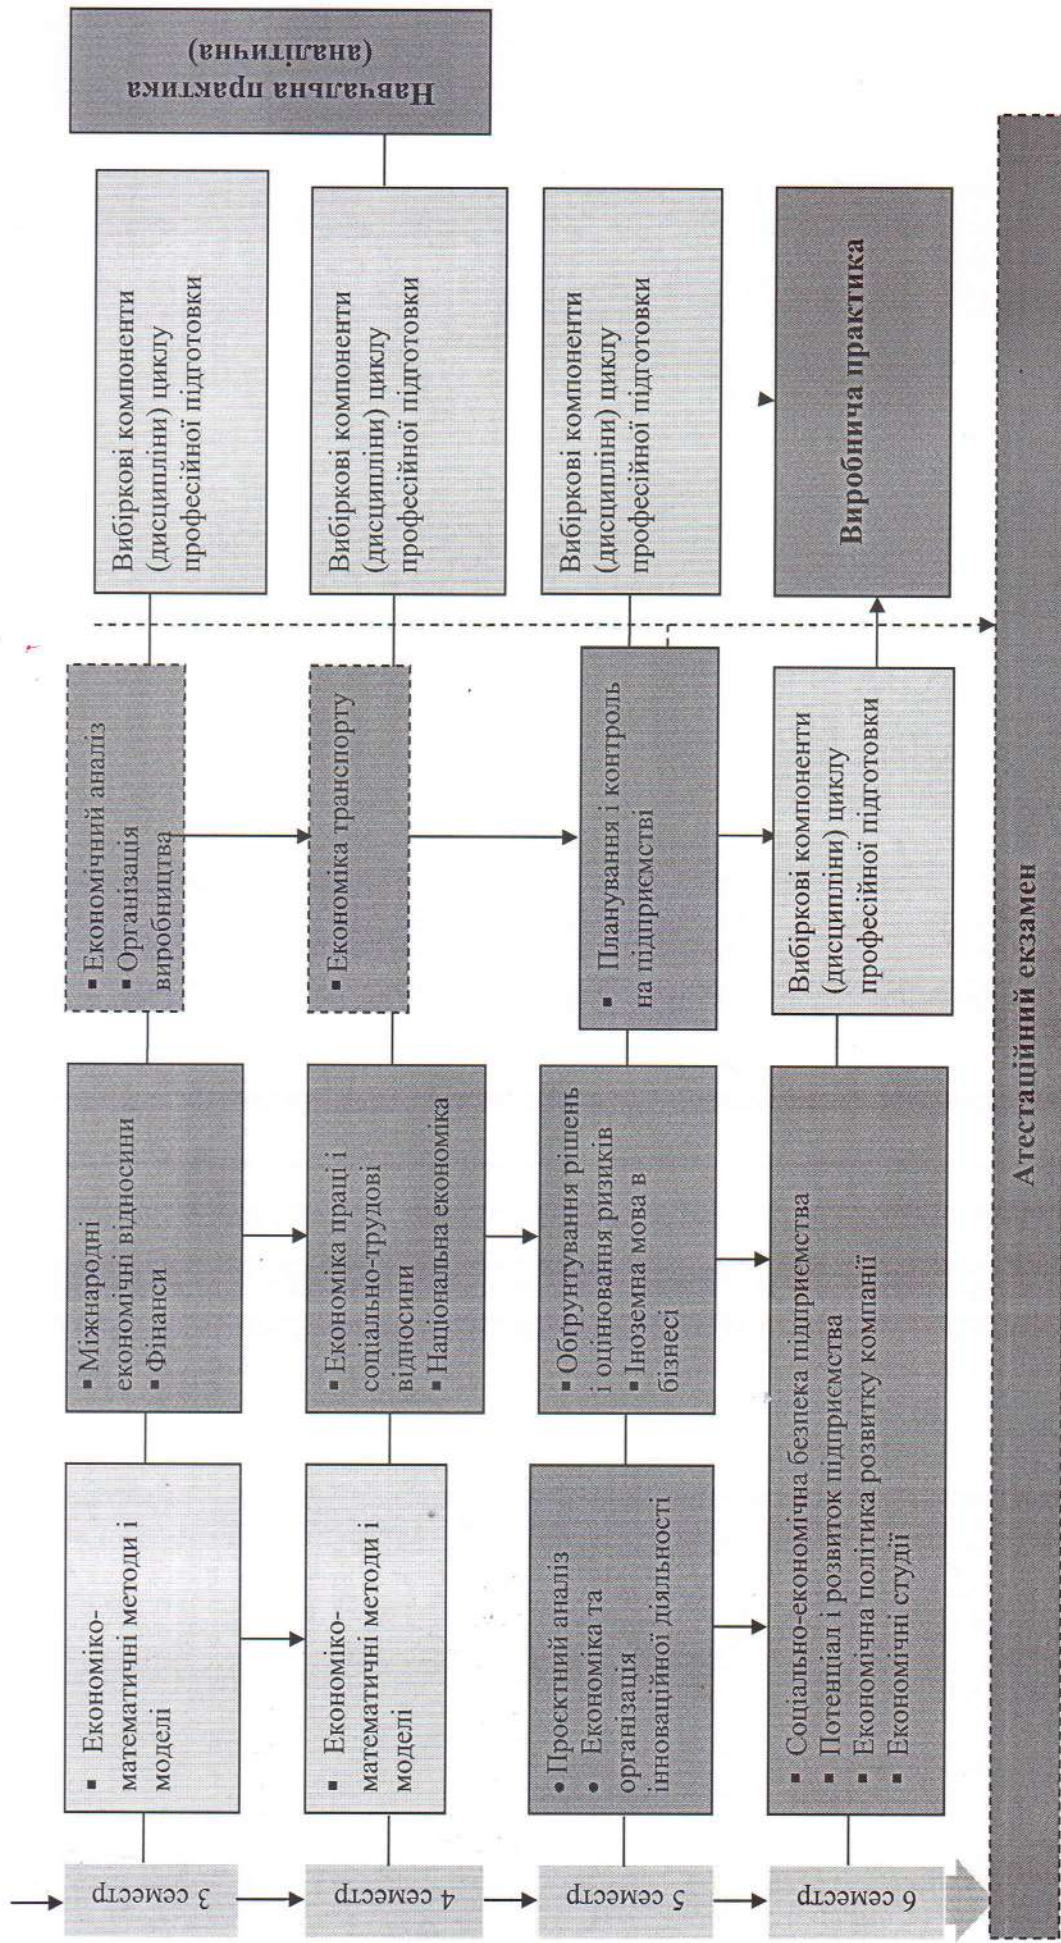 3 семестр
▪ Економіко-
математичні методи і
моделі
▪ Міжнародні
економічні відносини
▪ Фінанси
▪ Економічний аналіз
▪ Організація
виробництва
Вибіркові компоненти
(дисципліни) циклу
професійної підготовки
Навчальна практика
(аналітична)
4 семестр
▪ Економіко-
математичні методи і
моделі
▪ Економіка праці і
соціально-трудові
відносини
▪ Національна економіка
▪ Економіка транспорту
Вибіркові компоненти
(дисципліни) циклу
професійної підготовки
5 семестр
• Проєктний аналіз
• Економіка та
організація
інноваційної діяльності
▪ Обґрунтування рішень
і оцінювання ризиків
▪ Іноземна мова в
бізнесі
▪ Планування і контроль
на підприємстві
Вибіркові компоненти
(дисципліни) циклу
професійної підготовки
6 семестр
▪ Соціально-економічна безпека підприємства
▪ Потенціал і розвиток підприємства
▪ Економічна політика розвитку компанії
▪ Економічні студії
Вибіркові компоненти
(дисципліни) циклу
професійної підготовки
Виробнича практика
Атестаційний екзамен